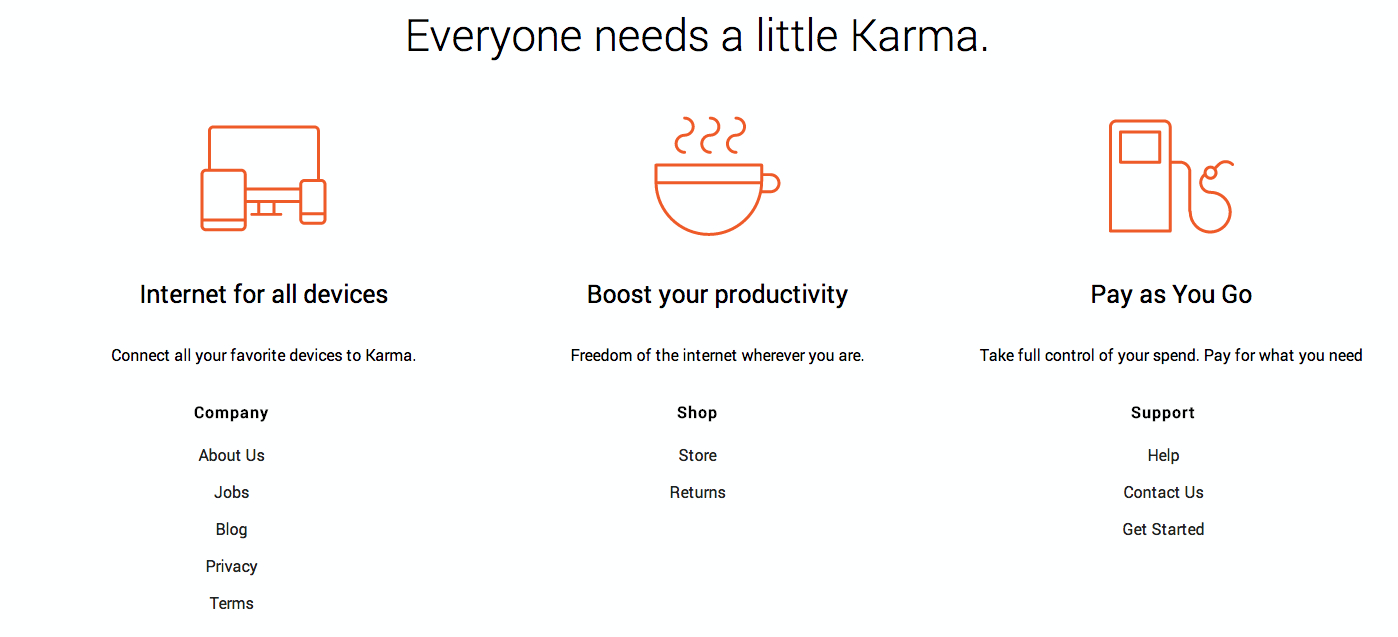 Everyone needs a little Karma.
Internet for all devices
Boost your productivity
Pay as You Go
Connect all your favorite devices to Karma.
Freedom of the internet wherever you are.
Take full control of your spend. Pay for what you need
Company
About Us
Jobs
Blog
Privacy
Terms
Shop
Store
Returns
Support
Help
Contact Us
Get Started